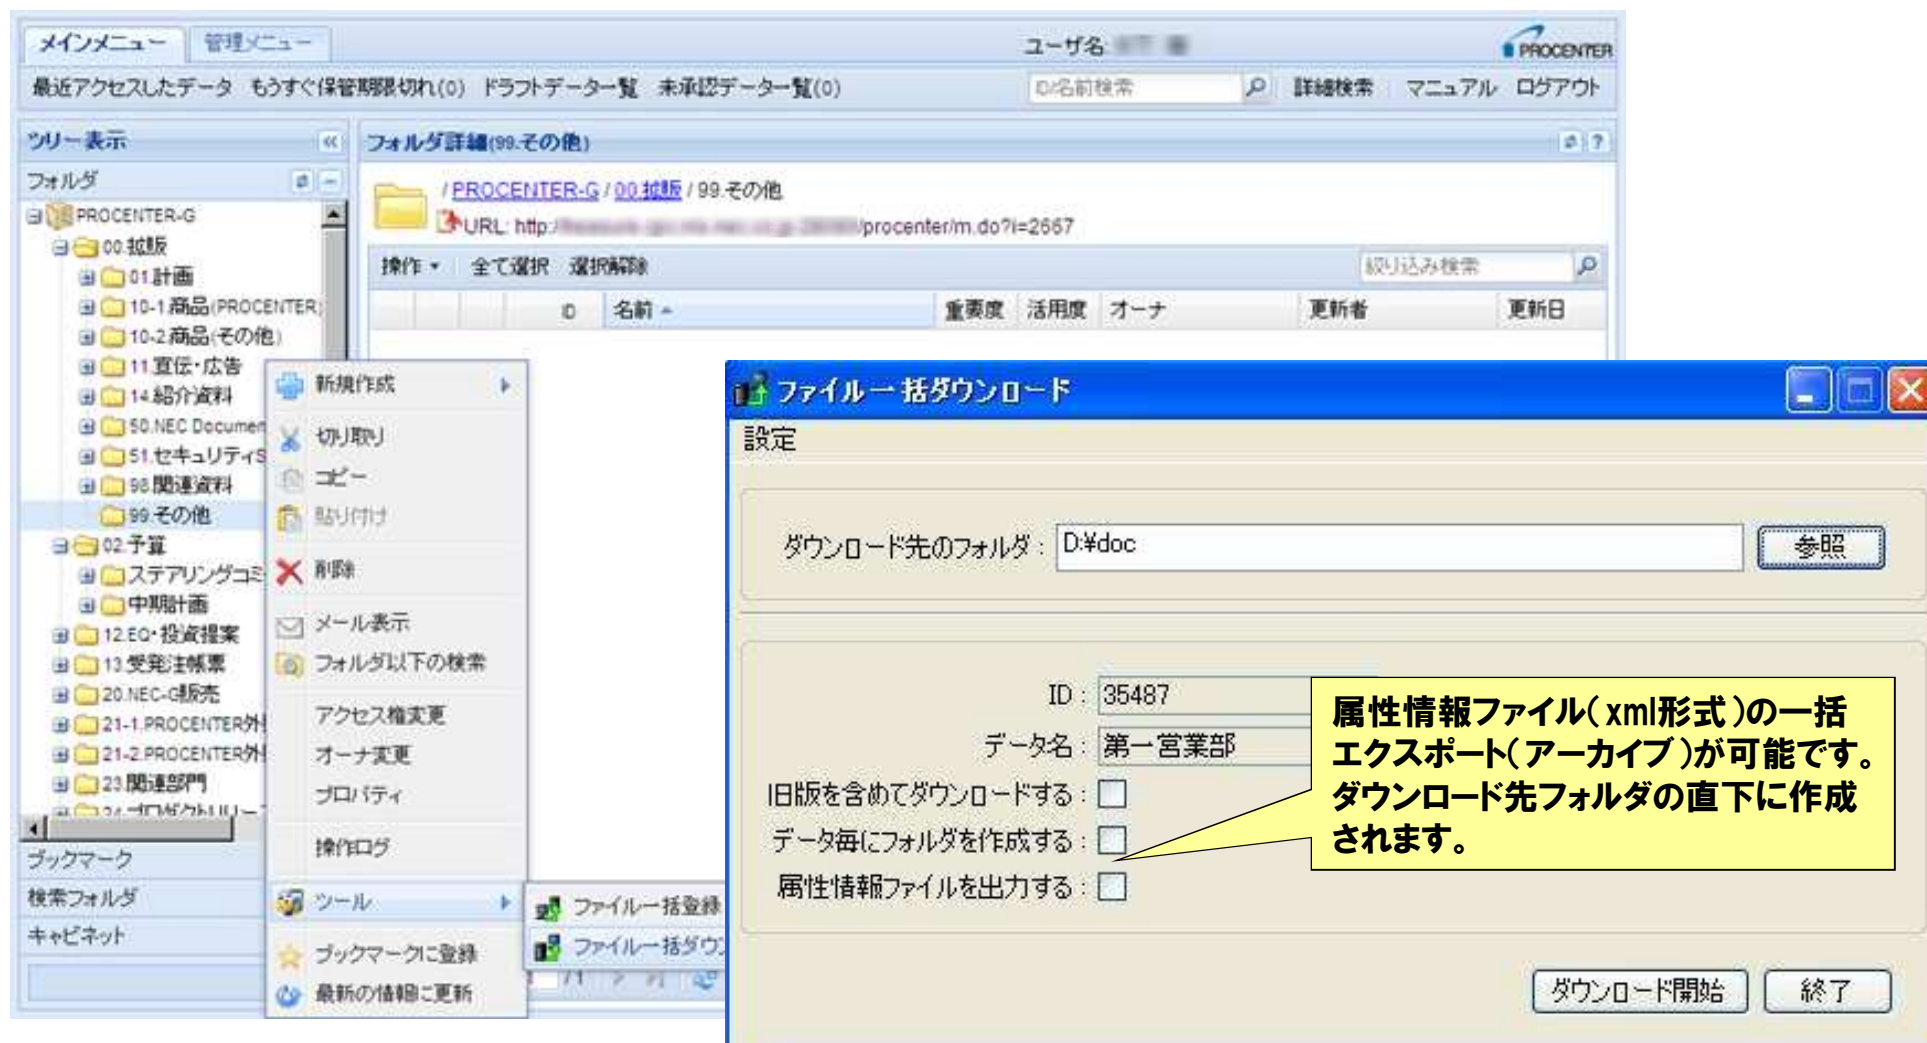 メインメニュー 管理メニュー ユーザ名 PROCENTER
最近アクセスしたデータ もうすぐ保管期限切れ(0) ドラフトデータ一覧 未承認データ一覧(0) ID/名前検索 詳細検索 マニュアル ログアウト
ツリー表示
フォルダ
PROCENTER-G
00.拡販
01.計画
10-1.商品(PROCENTER)
10-2.商品(その他)
11.宣伝・広告
14.紹介資料
50.NEC Documen
51.セキュリティS
98.関連資料
99.その他
02.予算
ステアリングコミ
中期計画
12.EQ・投資提案
13.受発注帳票
20.NEC-G販売
21-1.PROCENTER外
21-2.PROCENTER外
23.関連部門
24.プロダクトリリー
ブックマーク
検索フォルダ
キャビネット
フォルダ詳細(99.その他)
/ PROCENTER-G / 00.拡販 / 99.その他
URL: http:/ /procenter/m.do?i=2667
操作 全て選択 選択解除 絞り込み検索
ID 名前 重要度 活用度 オーナ 更新者 更新日
新規作成
切り取り
コピー
貼り付け
削除
メール表示
フォルダ以下の検索
アクセス権変更
オーナ変更
プロパティ
操作ログ
ツール
ブックマークに登録
最新の情報に更新
ファイル一括登録
ファイル一括ダウン
/1
ファイル一括ダウンロード
設定
ダウンロード先のフォルダ : D:¥doc 参照
ID : 35487
データ名 : 第一営業部
旧版を含めてダウンロードする :
データ毎にフォルダを作成する :
属性情報ファイルを出力する :
属性情報ファイル(xml形式)の一括
エクスポート(アーカイブ)が可能です。
ダウンロード先フォルダの直下に作成
されます。
ダウンロード開始 終了